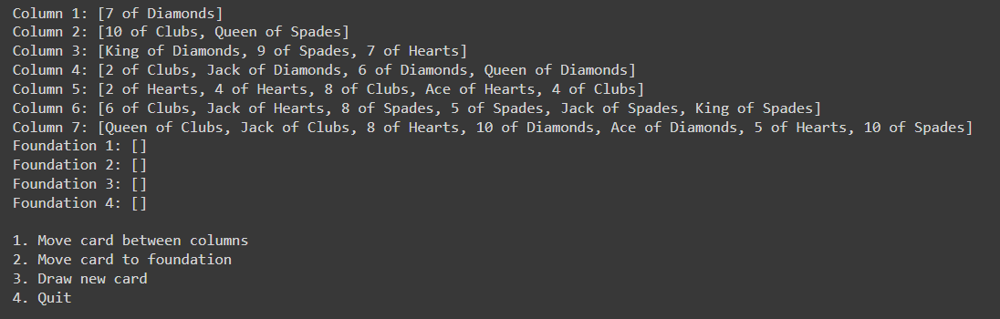 Column 1: [7 of Diamonds]
Column 2: [10 of Clubs, Queen of Spades]
Column 3: [King of Diamonds, 9 of Spades, 7 of Hearts]
Column 4: [2 of Clubs, Jack of Diamonds, 6 of Diamonds, Queen of Diamonds]
Column 5: [2 of Hearts, 4 of Hearts, 8 of Clubs, Ace of Hearts, 4 of Clubs]
Column 6: [6 of Clubs, Jack of Hearts, 8 of Spades, 5 of Spades, Jack of Spades, King of Spades]
Column 7: [Queen of Clubs, Jack of Clubs, 8 of Hearts, 10 of Diamonds, Ace of Diamonds, 5 of Hearts, 10 of Spades]
Foundation 1: []
Foundation 2: []
Foundation 3: []
Foundation 4: []
1. Move card between columns
2. Move card to foundation
3. Draw new card
4. Quit